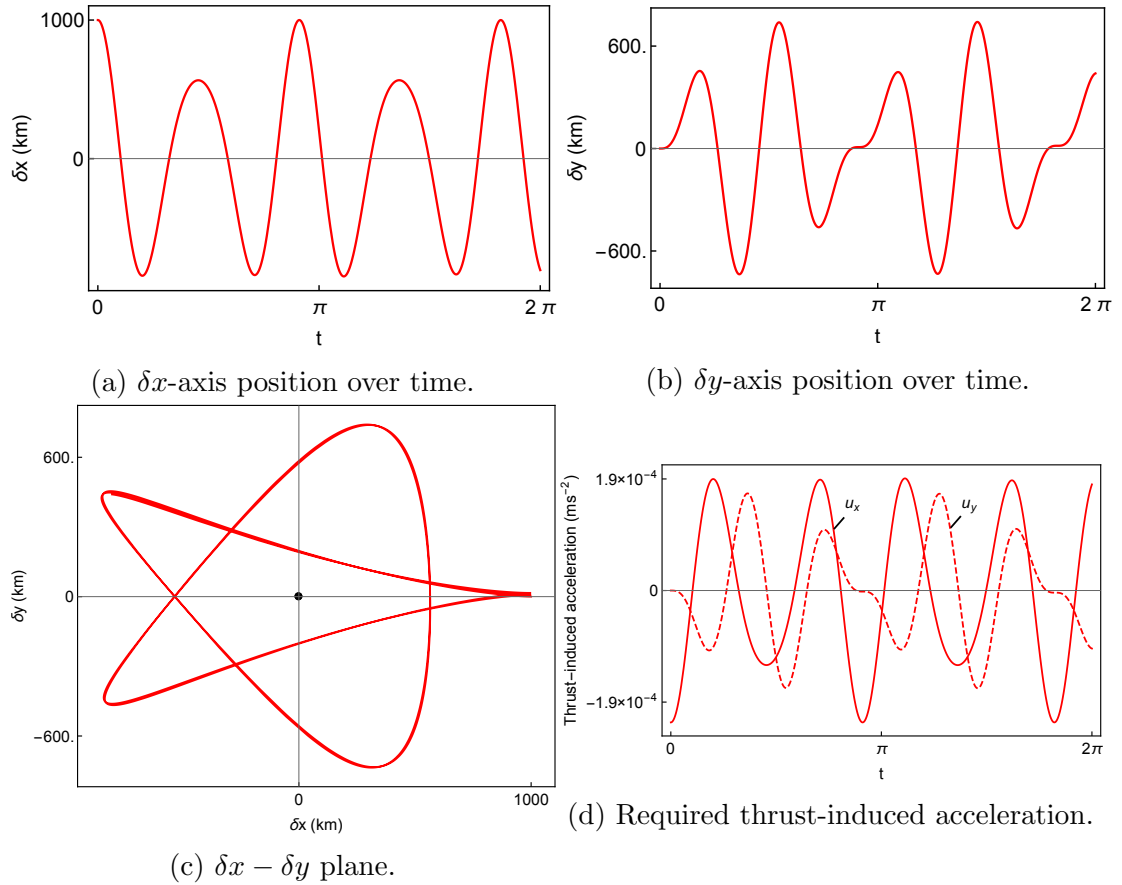 1000
0
δx (km)
0
π
2 π
t
(a) δx-axis position over time.
600.
0
-600.
δy (km)
0
π
2 π
t
(b) δy-axis position over time.
600.
0
-600.
δy (km)
0
1000
δx (km)
(c) δx − δy plane.
1.9×10⁻⁴
0
-1.9×10⁻⁴
Thrust-induced acceleration (ms⁻²)
uₓ
u_y
0
π
2π
t
(d) Required thrust-induced acceleration.